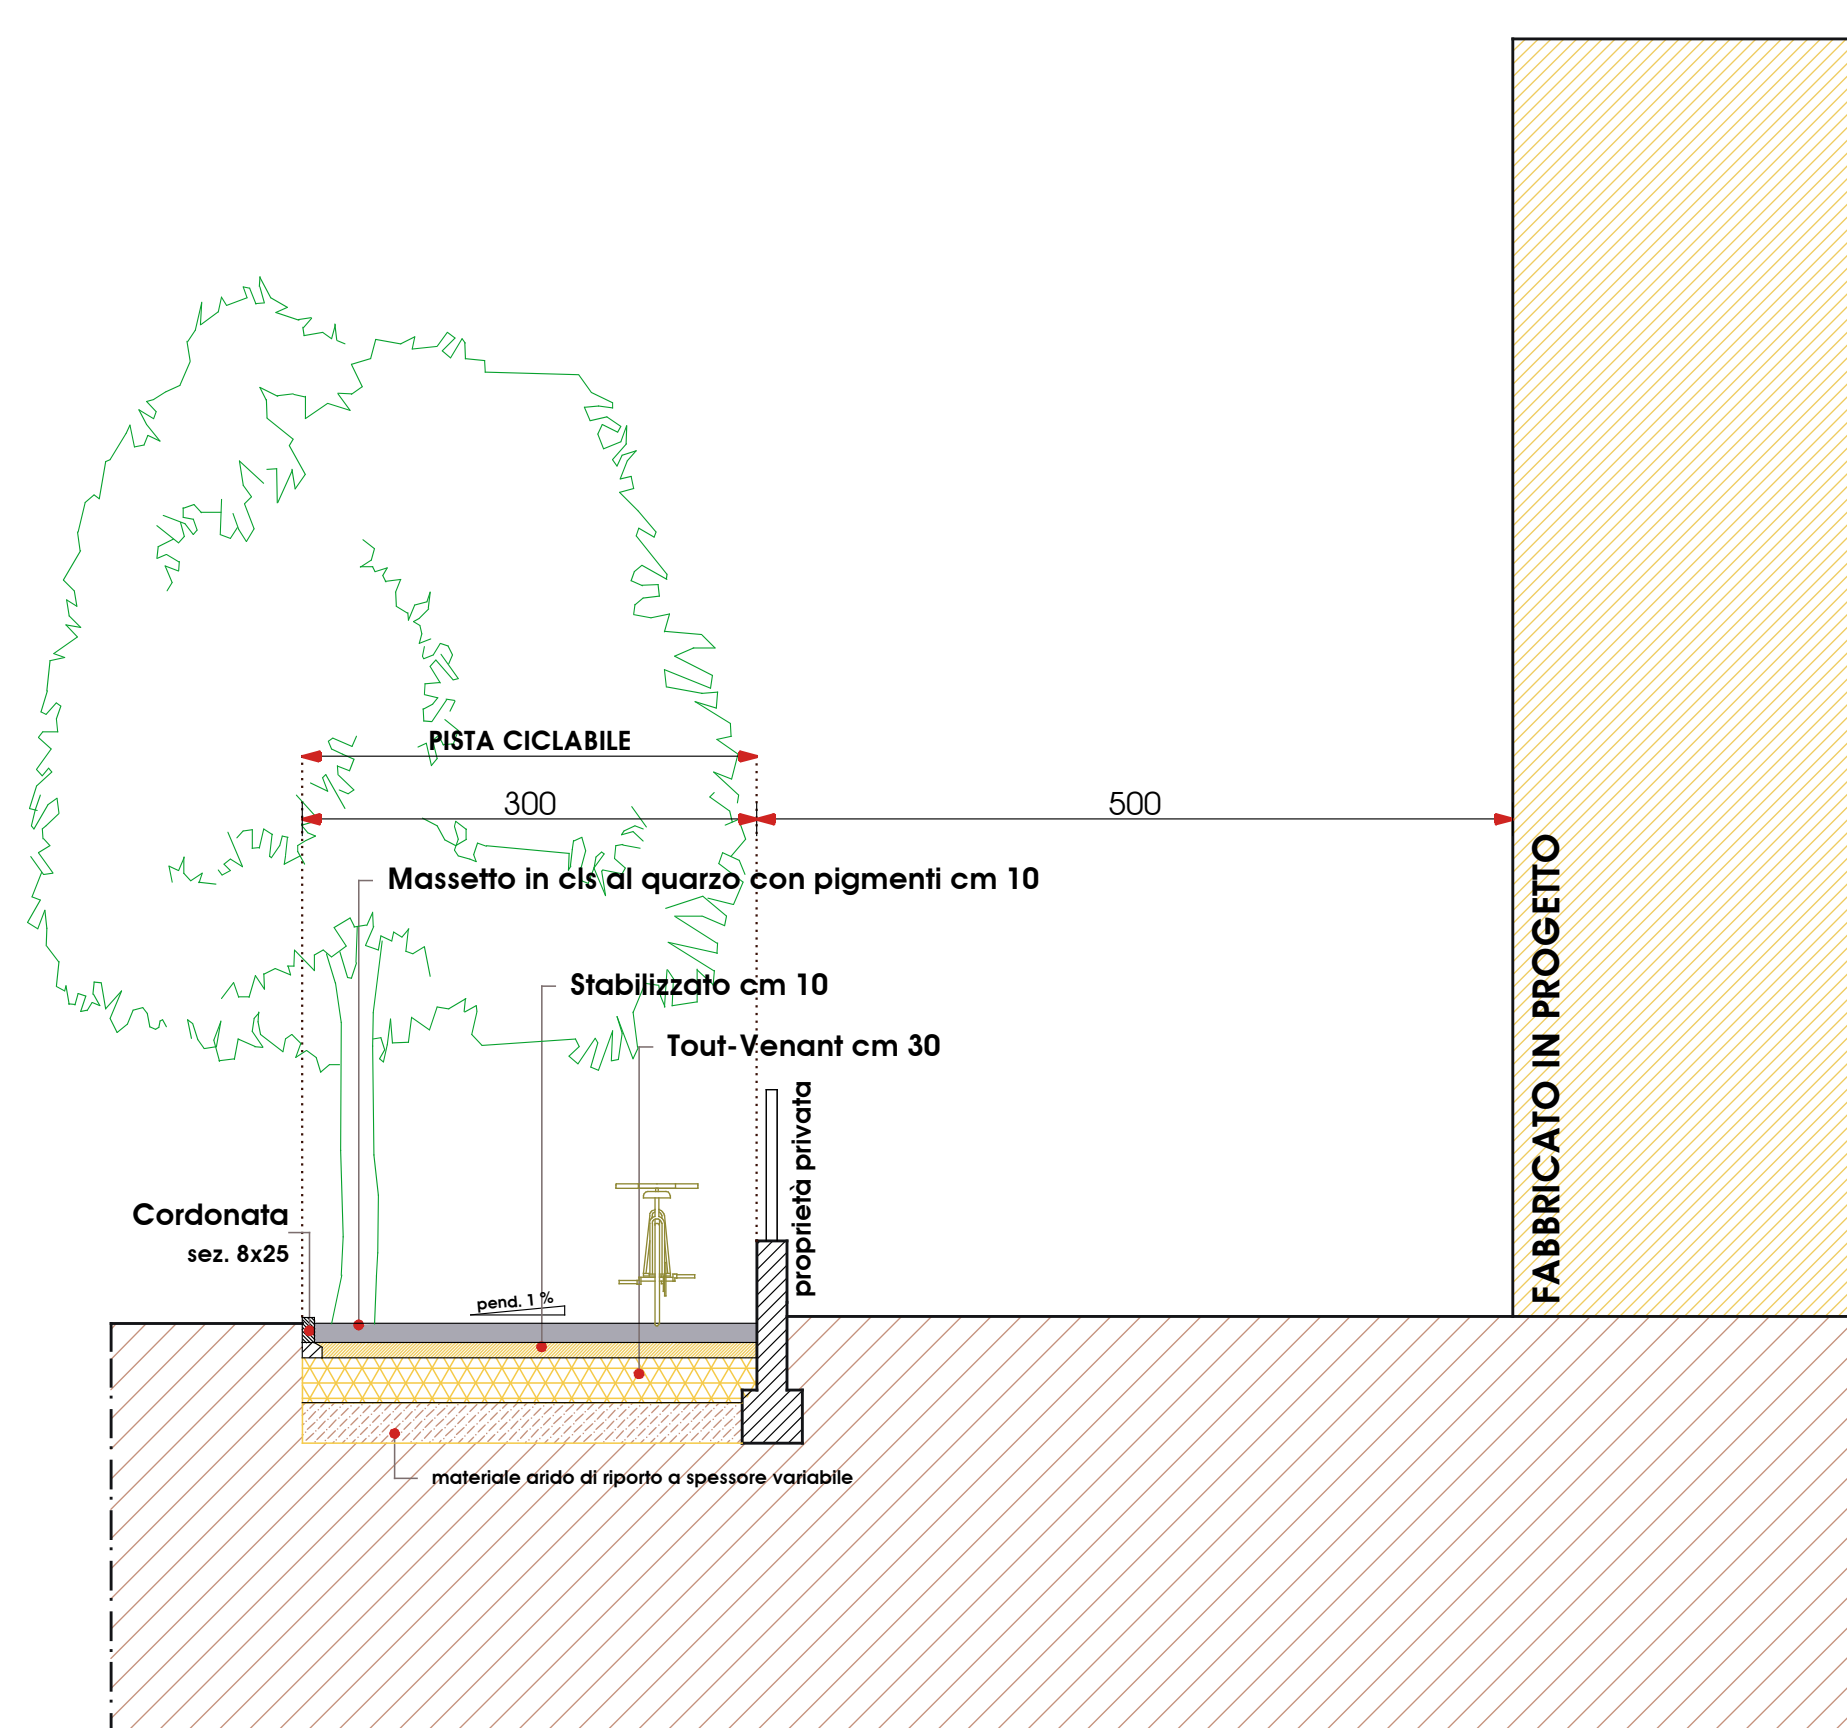 PISTA CICLABILE
300
500
Massetto in cls al quarzo con pigmenti cm 10
Stabilizzato cm 10
Tout-Venant cm 30
proprietà privata
FABBRICATO IN PROGETTO
Cordonata
sez. 8x25
pend. 1 %
materiale arido di riporto a spessore variabile